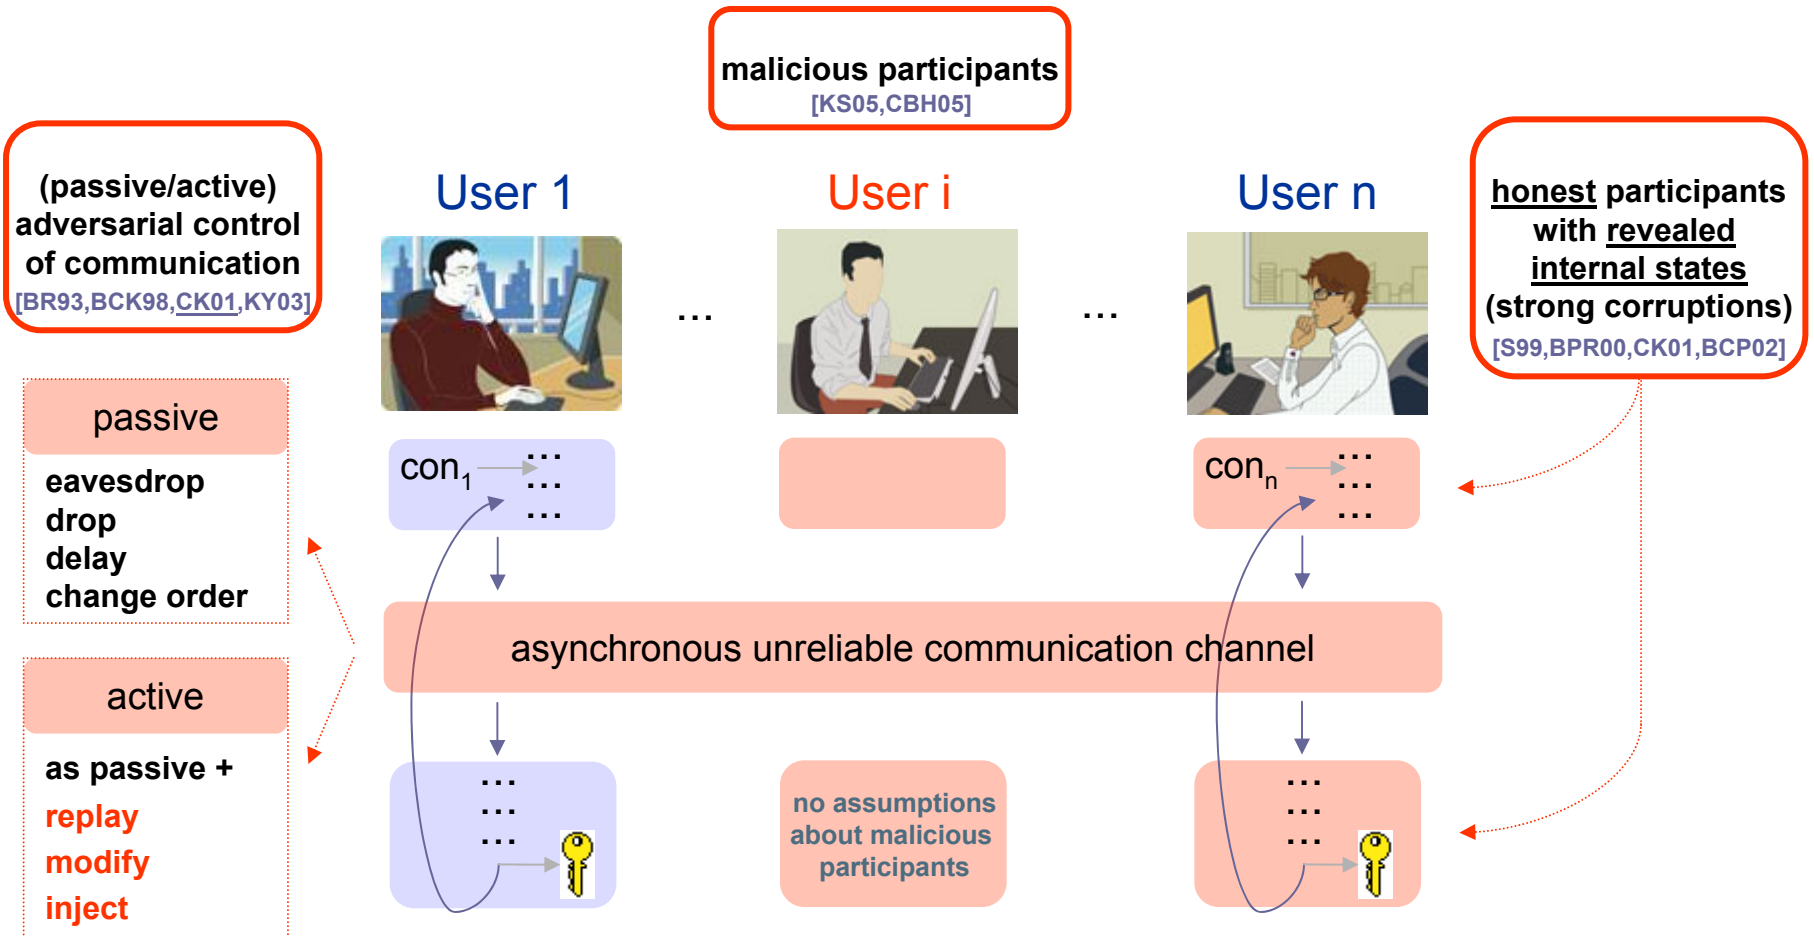 malicious participants
[KS05,CBH05]
(passive/active)
adversarial control
of communication
[BR93,BCK98,CK01,KY03]
User 1
User i
User n
honest participants
with revealed
internal states
(strong corruptions)
[S99,BPR00,CK01,BCP02]
...
...
passive
eavesdrop
drop
delay
change order
con1
...
...
...
conn
...
...
...
asynchronous unreliable communication channel
active
as passive +
replay
modify
inject
...
...
...
no assumptions
about malicious
participants
...
...
...